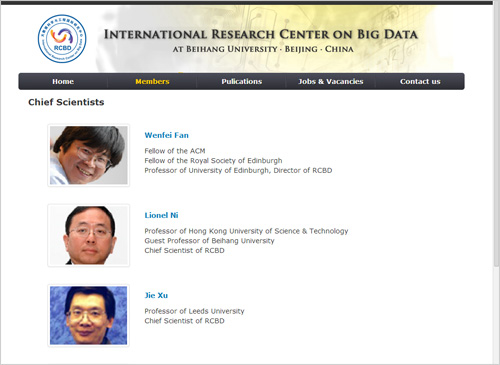 RCBD
INTERNATIONAL RESEARCH CENTER ON BIG DATA
AT BEIHANG UNIVERSITY · BEIJING · CHINA
Home Members Pulications Jobs & Vacancies Contact us
Chief Scientists
Wenfei Fan
Fellow of the ACM
Fellow of the Royal Society of Edinburgh
Professor of University of Edinburgh, Director of RCBD
Lionel Ni
Professor of Hong Kong University of Science & Technology
Guest Professor of Beihang University
Chief Scientist of RCBD
Jie Xu
Professor of Leeds University
Chief Scientist of RCBD